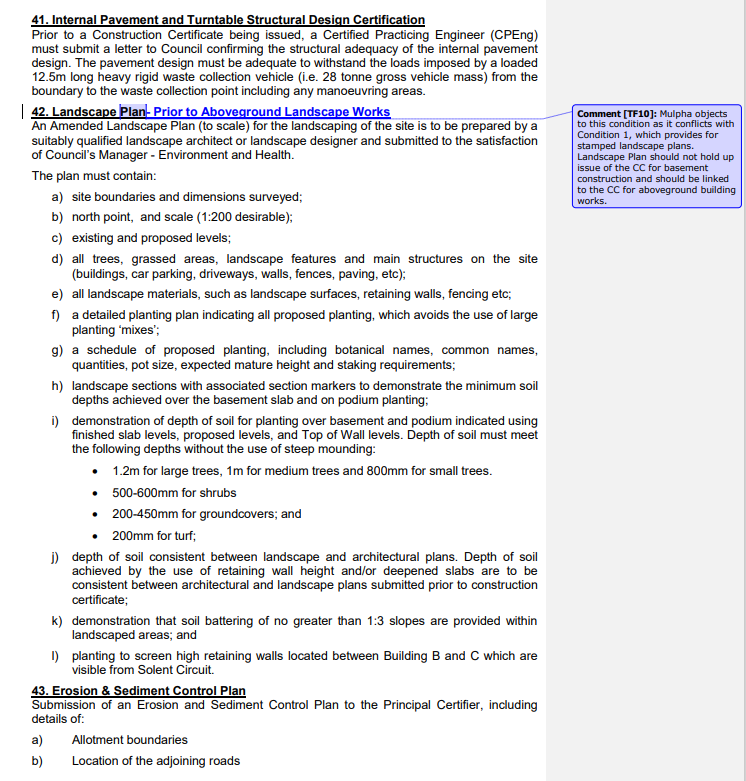 41. Internal Pavement and Turntable Structural Design Certification
Prior to a Construction Certificate being issued, a Certified Practicing Engineer (CPEng)
must submit a letter to Council confirming the structural adequacy of the internal pavement
design. The pavement design must be adequate to withstand the loads imposed by a loaded
12.5m long heavy rigid waste collection vehicle (i.e. 28 tonne gross vehicle mass) from the
boundary to the waste collection point including any manoeuvring areas.
42. Landscape Plan- Prior to Aboveground Landscape Works
An Amended Landscape Plan (to scale) for the landscaping of the site is to be prepared by a
suitably qualified landscape architect or landscape designer and submitted to the satisfaction
of Council's Manager - Environment and Health.
The plan must contain:
a) site boundaries and dimensions surveyed;
b) north point, and scale (1:200 desirable);
c) existing and proposed levels;
d) all trees, grassed areas, landscape features and main structures on the site
(buildings, car parking, driveways, walls, fences, paving, etc);
e) all landscape materials, such as landscape surfaces, retaining walls, fencing etc;
f) a detailed planting plan indicating all proposed planting, which avoids the use of large
planting 'mixes';
g) a schedule of proposed planting, including botanical names, common names,
quantities, pot size, expected mature height and staking requirements;
h) landscape sections with associated section markers to demonstrate the minimum soil
depths achieved over the basement slab and on podium planting;
i) demonstration of depth of soil for planting over basement and podium indicated using
finished slab levels, proposed levels, and Top of Wall levels. Depth of soil must meet
the following depths without the use of steep mounding:
• 1.2m for large trees, 1m for medium trees and 800mm for small trees.
• 500-600mm for shrubs
• 200-450mm for groundcovers; and
• 200mm for turf;
j) depth of soil consistent between landscape and architectural plans. Depth of soil
achieved by the use of retaining wall height and/or deepened slabs are to be
consistent between architectural and landscape plans submitted prior to construction
certificate;
k) demonstration that soil battering of no greater than 1:3 slopes are provided within
landscaped areas; and
l) planting to screen high retaining walls located between Building B and C which are
visible from Solent Circuit.
43. Erosion & Sediment Control Plan
Submission of an Erosion and Sediment Control Plan to the Principal Certifier, including
details of:
a) Allotment boundaries
b) Location of the adjoining roads
Comment [TF10]: Mulpha objects
to this condition as it conflicts with
Condition 1, which provides for
stamped landscape plans.
Landscape Plan should not hold up
issue of the CC for basement
construction and should be linked
to the CC for aboveground building
works.